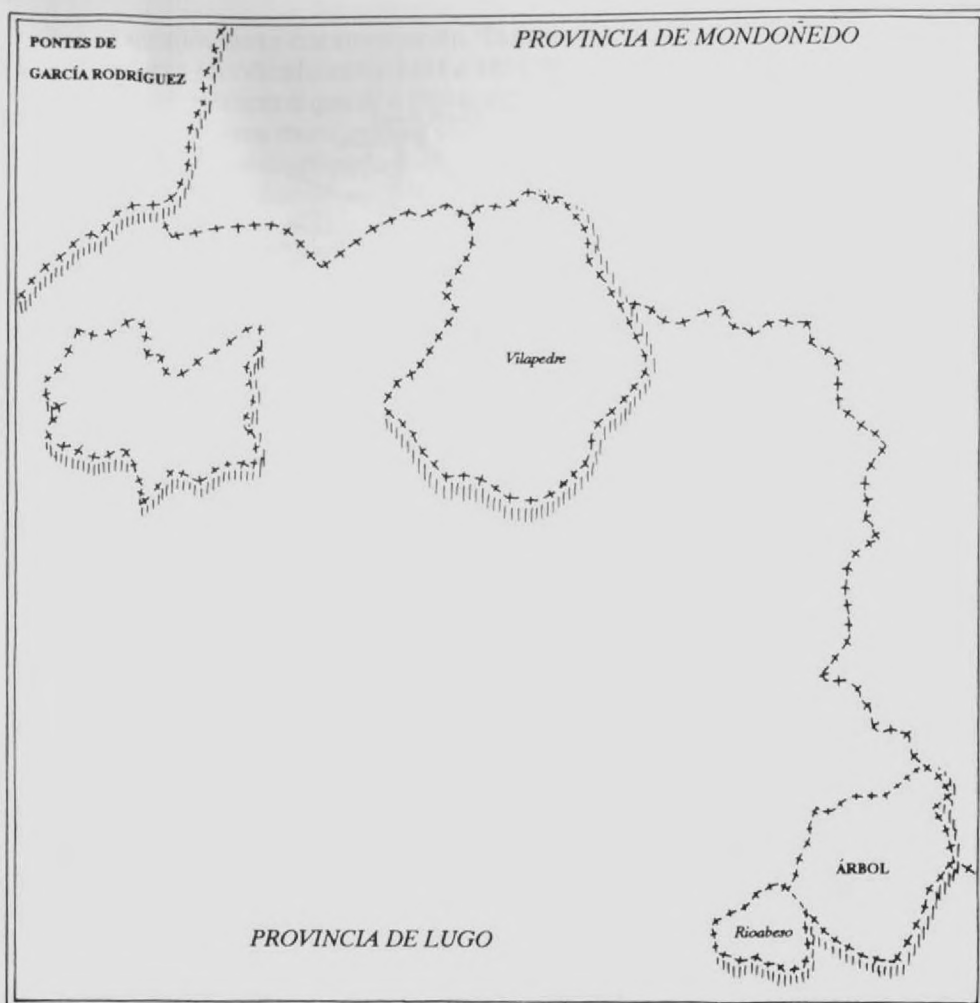 PONTES DE
GARCÍA RODRÍGUEZ
PROVINCIA DE MONDOÑEDO
Vilapedre
ÁRBOL
Rioabeso
PROVINCIA DE LUGO